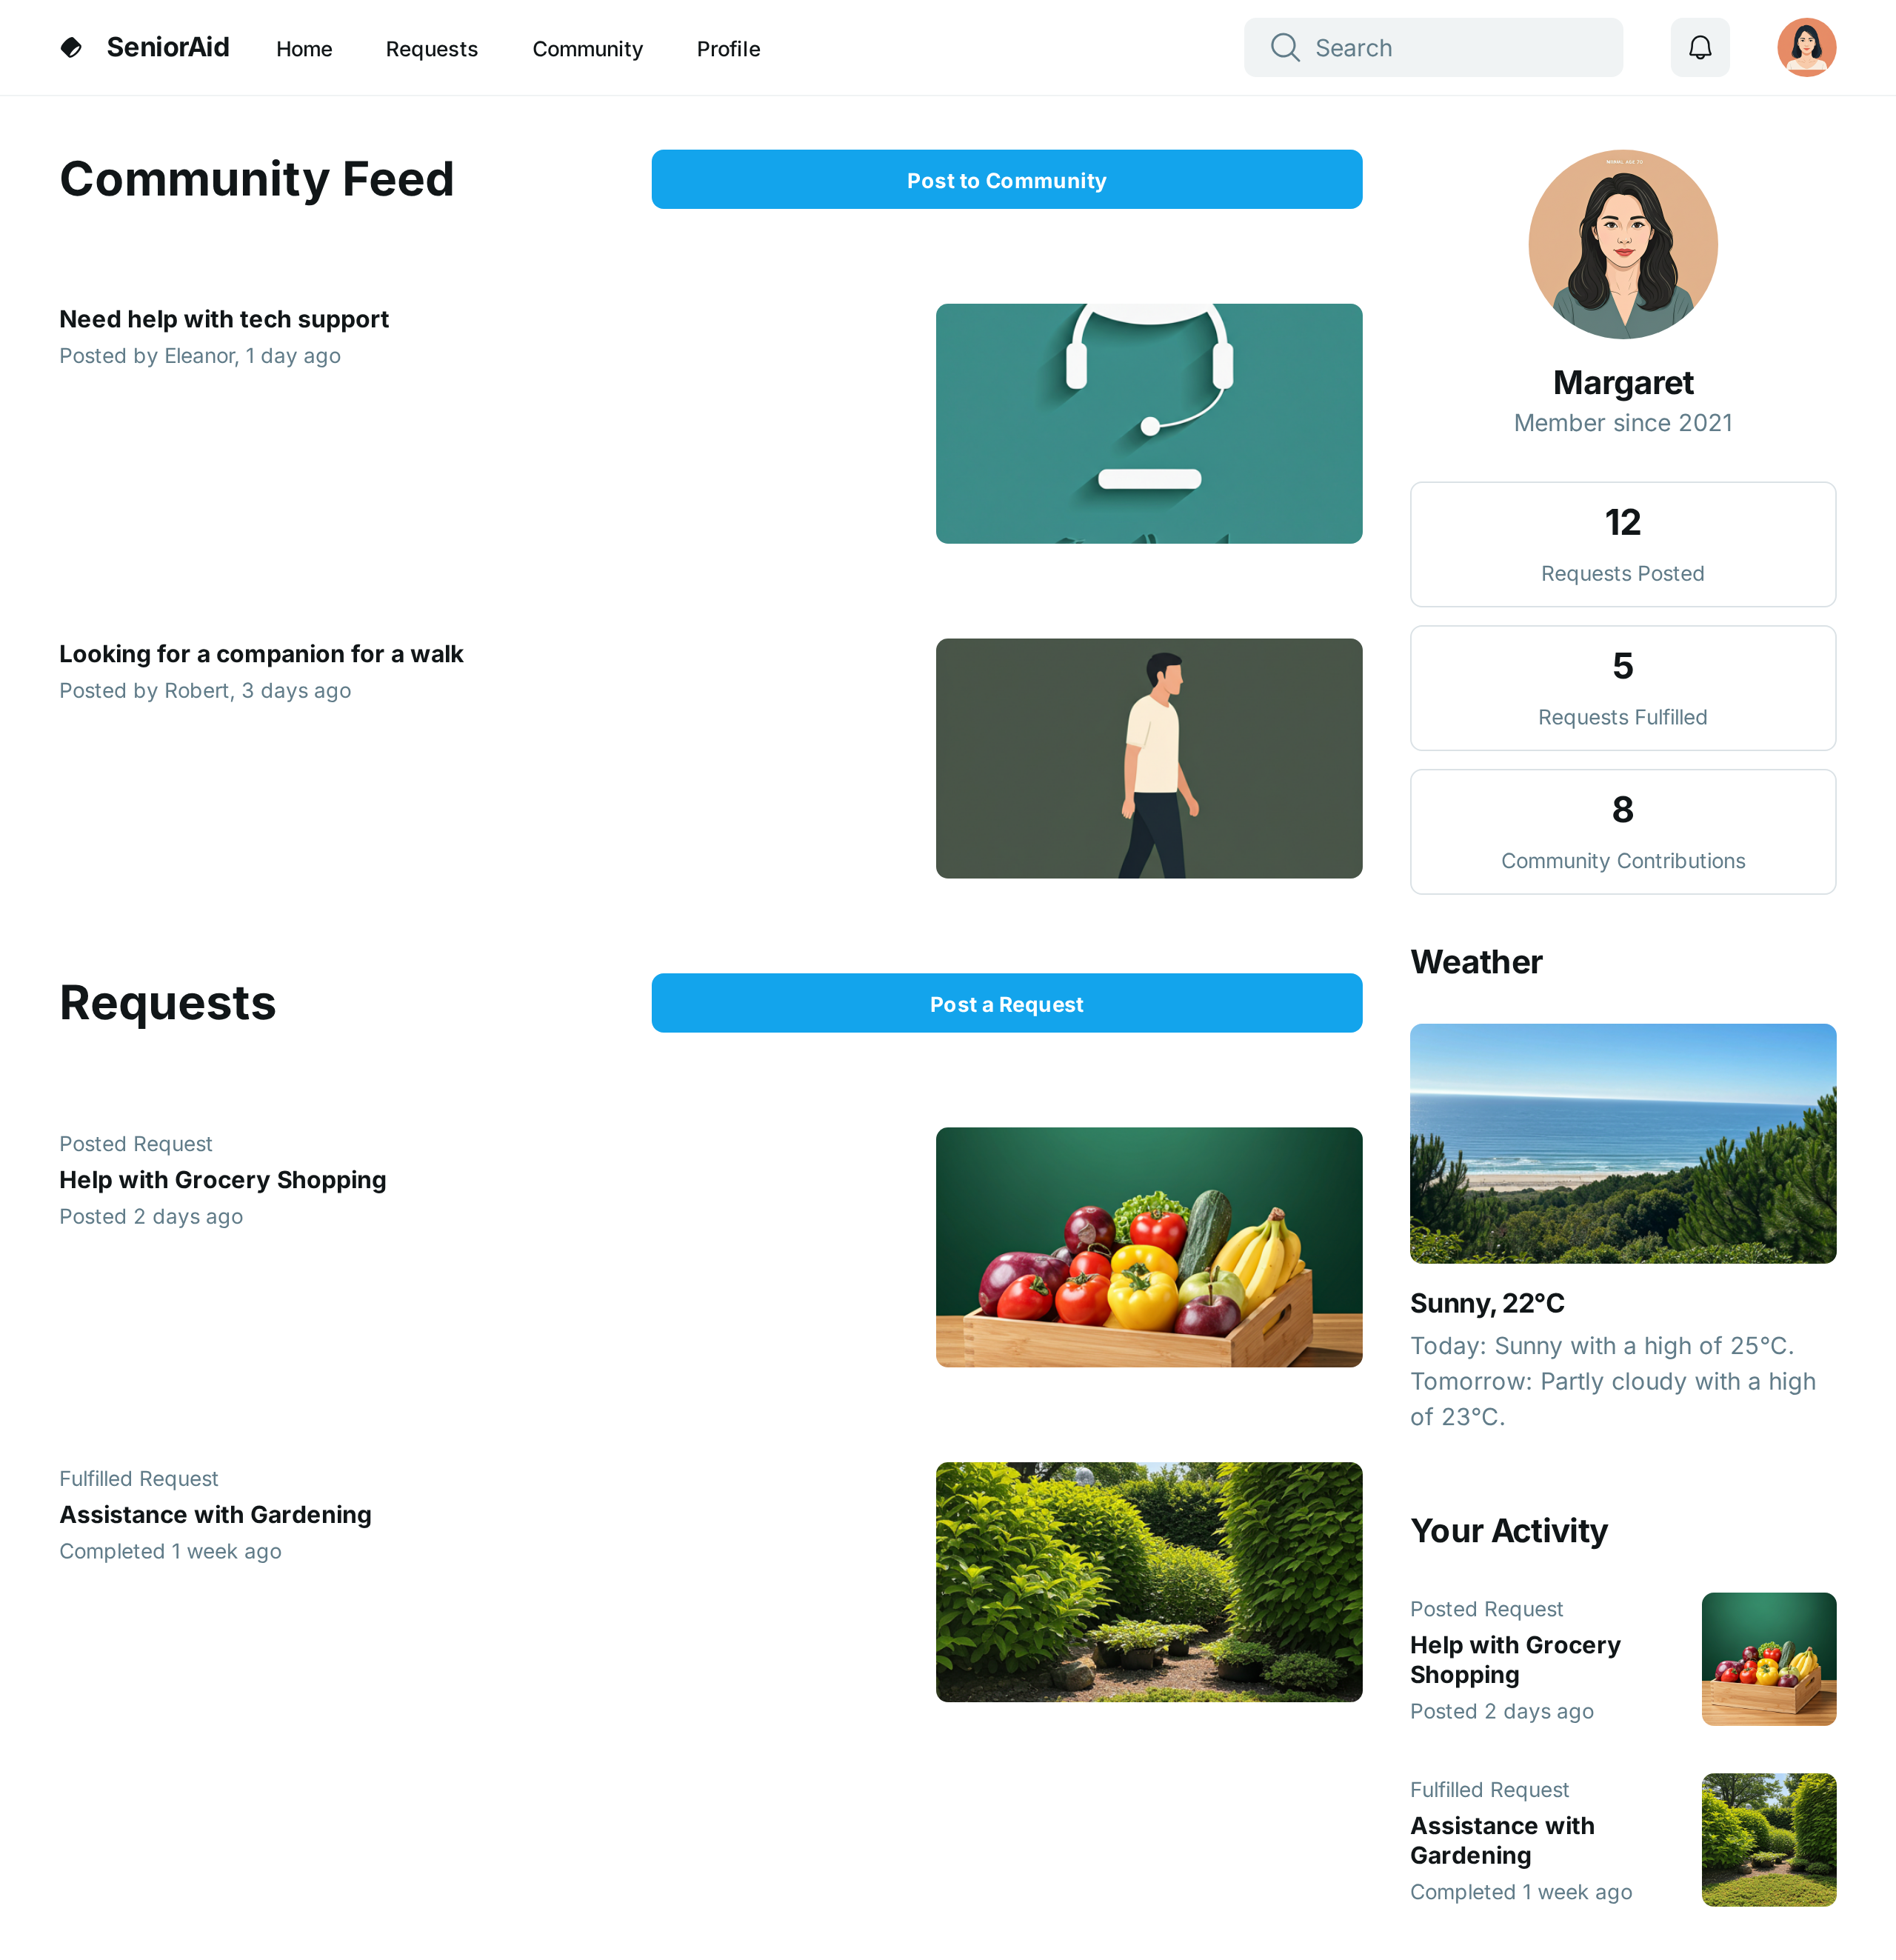 SeniorAid
Home
Requests
Community
Profile
Search
Community Feed
Post to Community
Need help with tech support
Posted by Eleanor, 1 day ago
Looking for a companion for a walk
Posted by Robert, 3 days ago
Requests
Post a Request
Posted Request
Help with Grocery Shopping
Posted 2 days ago
Fulfilled Request
Assistance with Gardening
Completed 1 week ago
Margaret
Member since 2021
12
Requests Posted
5
Requests Fulfilled
8
Community Contributions
Weather
Sunny, 22°C
Today: Sunny with a high of 25°C.
Tomorrow: Partly cloudy with a high
of 23°C.
Your Activity
Posted Request
Help with Grocery
Shopping
Posted 2 days ago
Fulfilled Request
Assistance with
Gardening
Completed 1 week ago